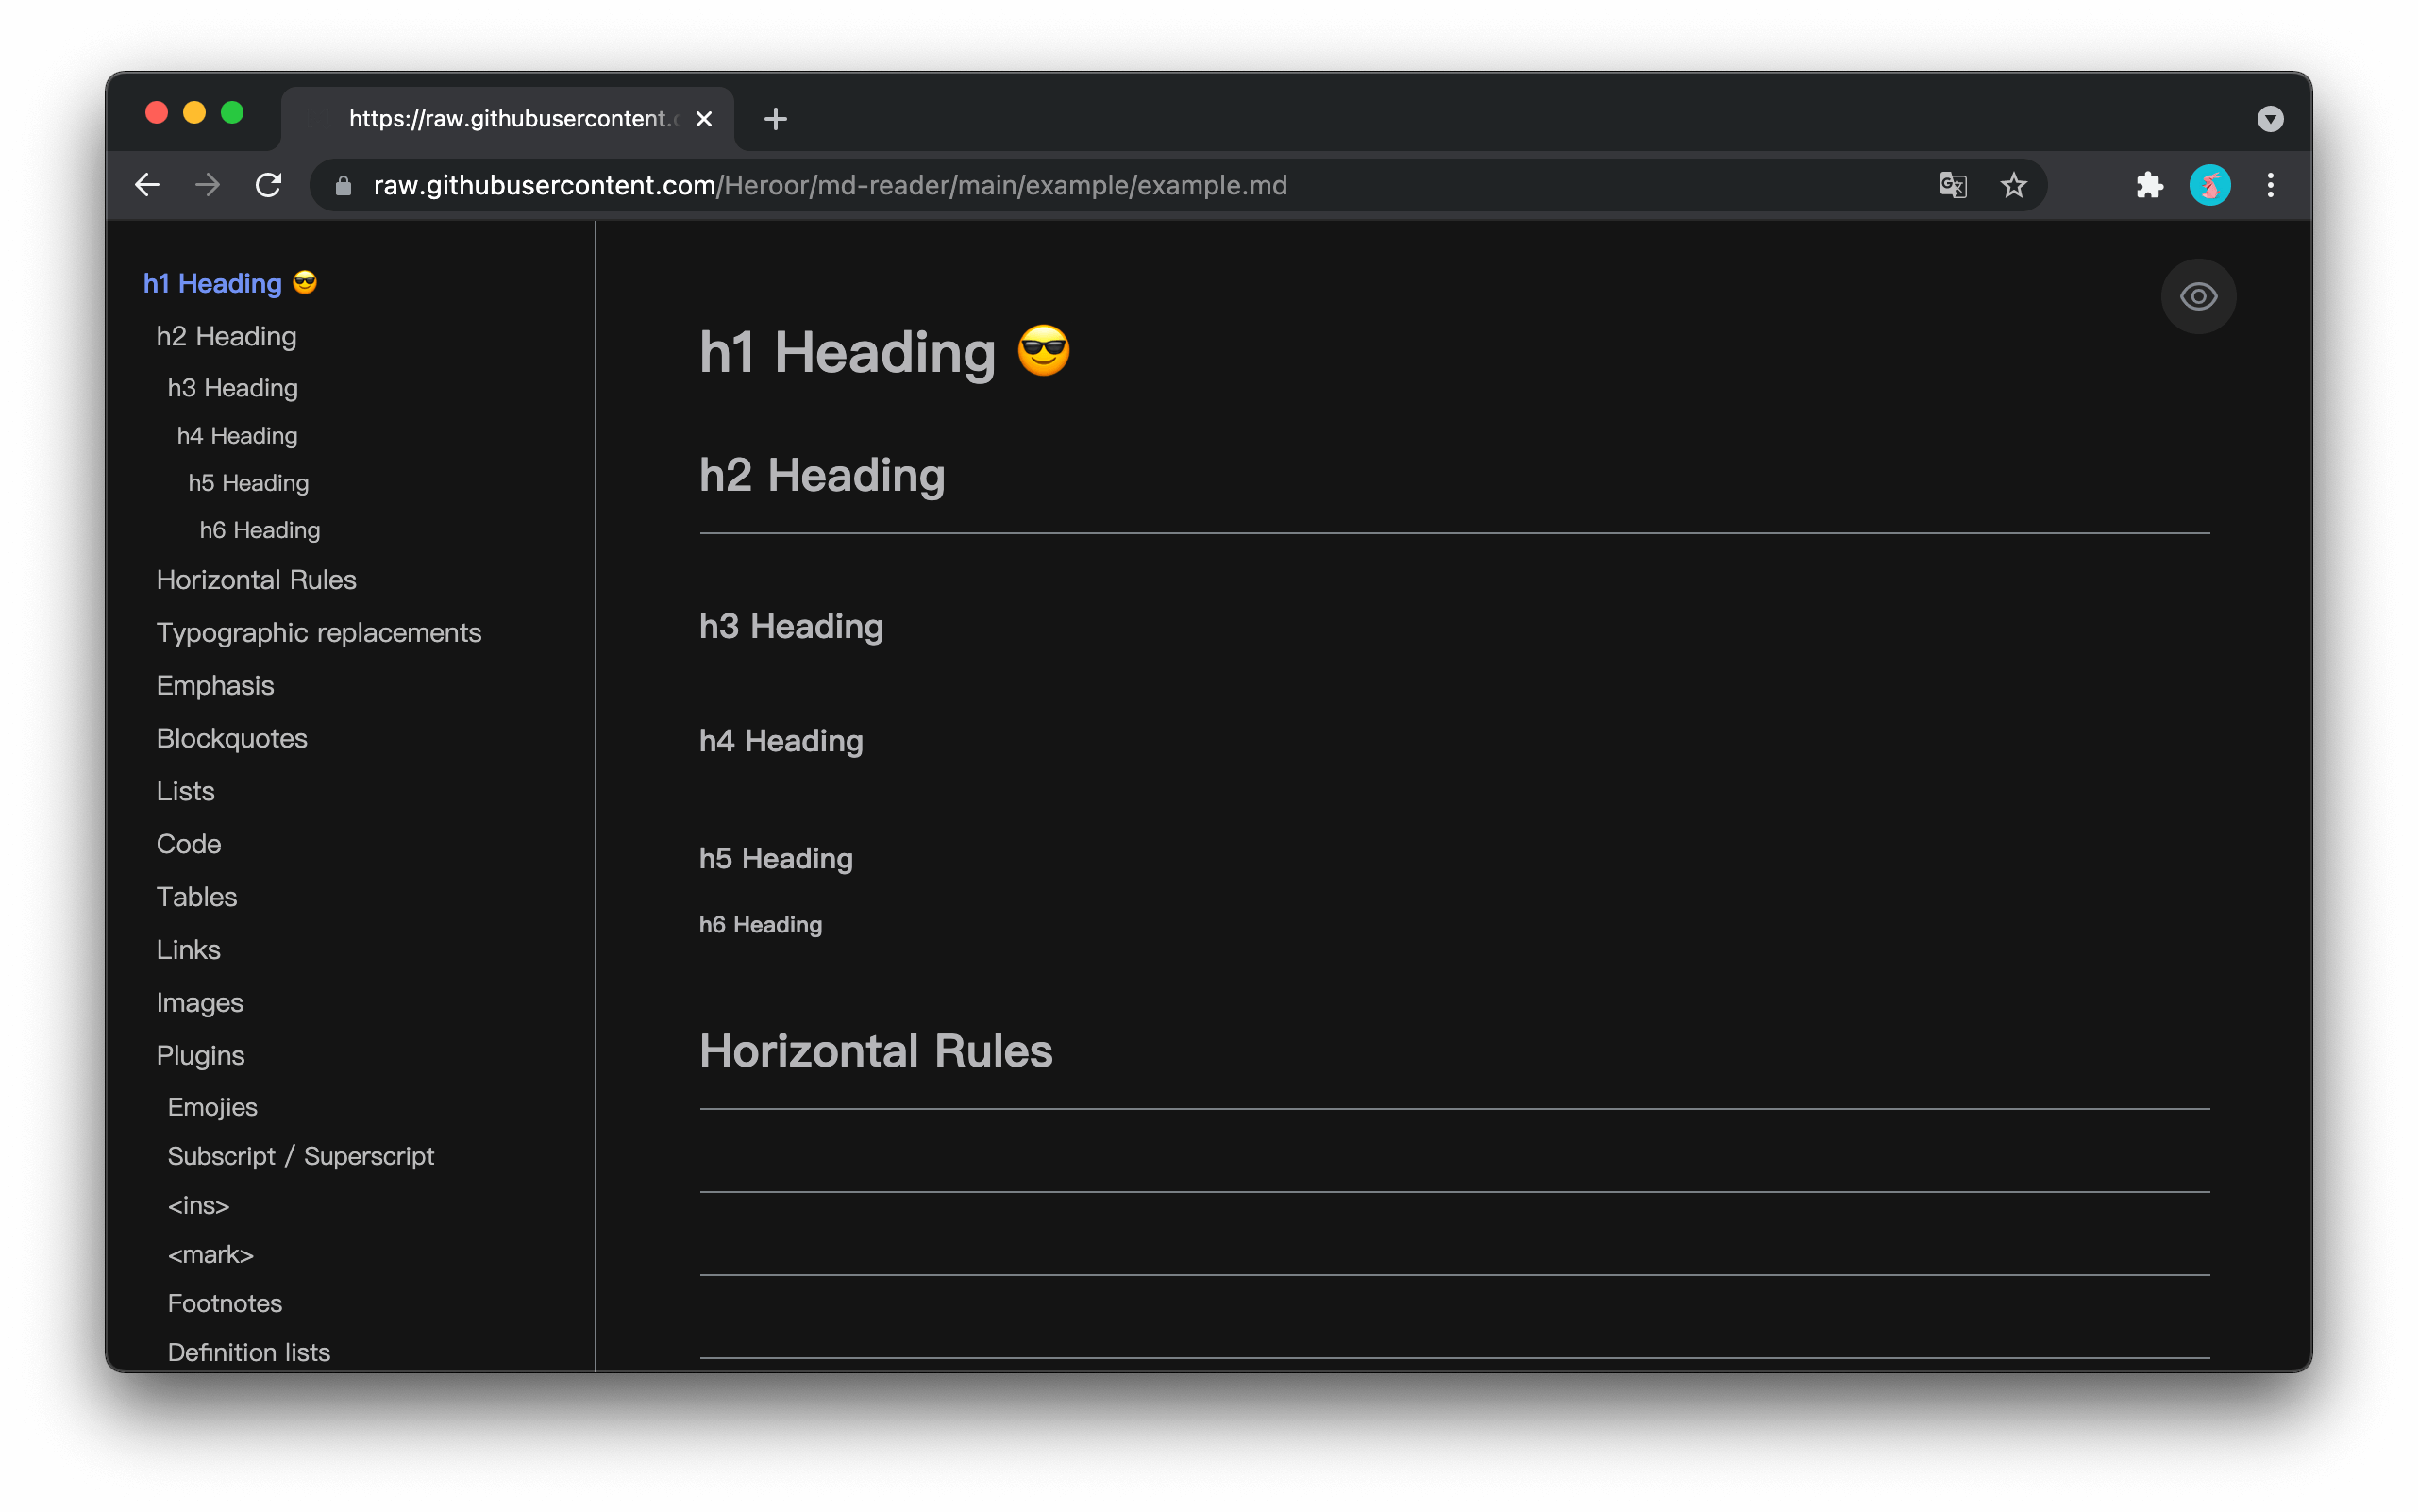 https://raw.githubusercontent.
raw.githubusercontent.com/Heroor/md-reader/main/example/example.md
h1 Heading 😎
h2 Heading
h3 Heading
h4 Heading
h5 Heading
h6 Heading
Horizontal Rules
Typographic replacements
Emphasis
Blockquotes
Lists
Code
Tables
Links
Images
Plugins
Emojies
Subscript / Superscript
<ins>
<mark>
Footnotes
Definition lists
h1 Heading 😎
h2 Heading
h3 Heading
h4 Heading
h5 Heading
h6 Heading
Horizontal Rules